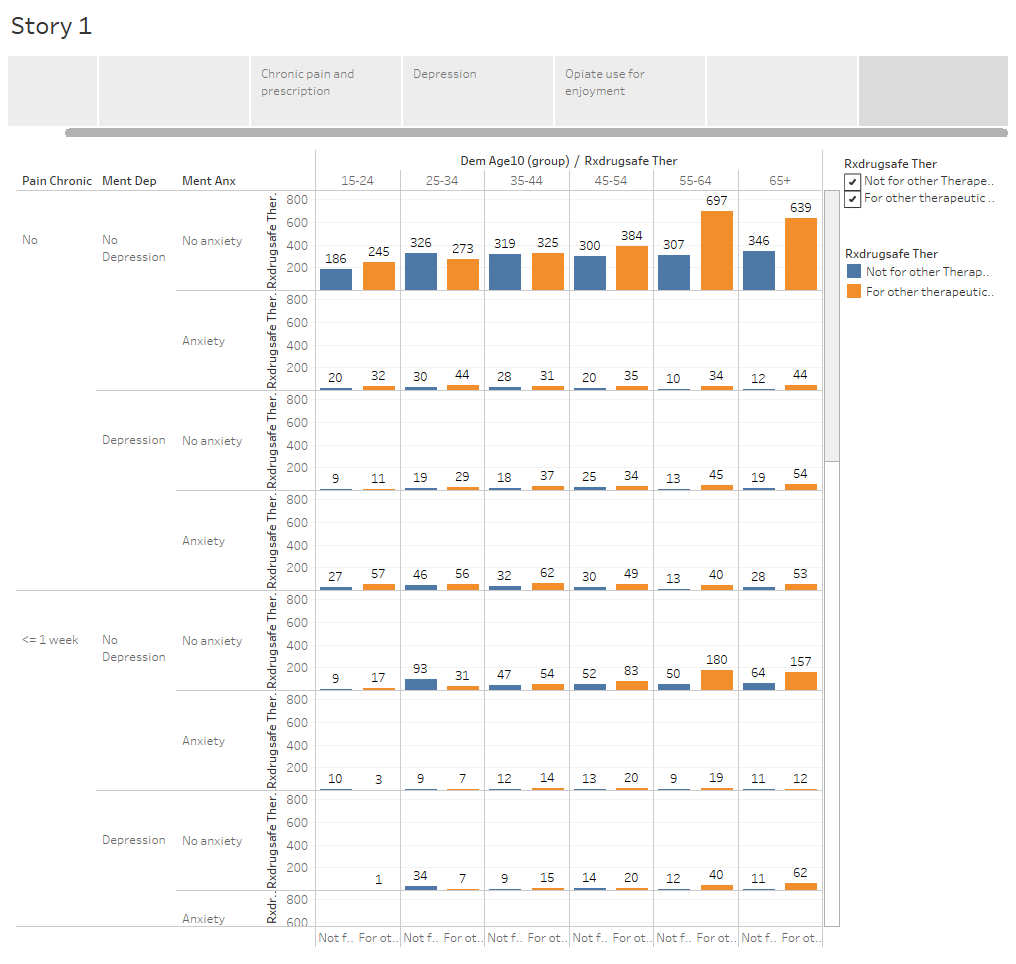 Story 1
Chronic pain and
prescription
Depression
Opiate use for
enjoyment
Dem Age10 (group) / Rxdrugsafe Ther
Pain Chronic Ment Dep Ment Anx
15-24 25-34 35-44 45-54 55-64 65+
Rxdrugsafe Ther
Not for other Therape..
For other therapeutic ..
Rxdrugsafe Ther
Not for other Therap..
For other therapeutic..
No
No
Depression
No anxiety
Rxdrugsafe Ther..
800
600
400
200
186 245 326 273 319 325 300 384 307 697 346 639
Anxiety
Rxdrugsafe Ther..
800
600
400
200
20 32 30 44 28 31 20 35 10 34 12 44
Depression
No anxiety
Rxdrugsafe Ther..
800
600
400
200
9 11 19 29 18 37 25 34 13 45 19 54
Anxiety
Rxdrugsafe Ther..
800
600
400
200
27 57 46 56 32 62 30 49 13 40 28 53
<= 1 week
No
Depression
No anxiety
Rxdrugsafe Ther..
800
600
400
200
9 17 93 31 47 54 52 83 50 180 64 157
Anxiety
Rxdrugsafe Ther..
800
600
400
200
10 3 9 7 12 14 13 20 9 19 11 12
Depression
No anxiety
Rxdrugsafe Ther..
800
600
400
200
1 34 7 9 15 14 20 12 40 11 62
Anxiety
Rxdr..
800
600
Not f.. For ot.. Not f.. For ot.. Not f.. For ot.. Not f.. For ot.. Not f.. For ot.. Not f.. For ot..